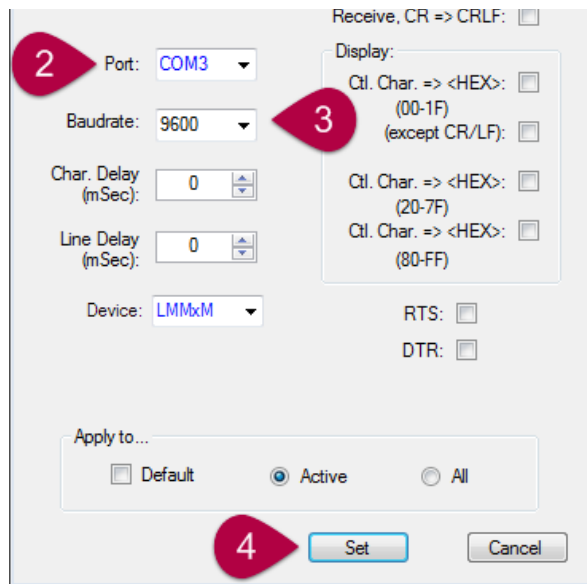 Receive, CR => CRLF:
2
Port: COM3
Display:
Ctl. Char. => <HEX>:
(00-1F)
Baudrate: 9600
3
(except CR/LF):
Char. Delay
(mSec): 0
Ctl. Char. => <HEX>:
(20-7F)
Line Delay
(mSec): 0
Ctl. Char. => <HEX>:
(80-FF)
Device: LMMxM
RTS:
DTR:
Apply to...
Default Active All
4
Set Cancel